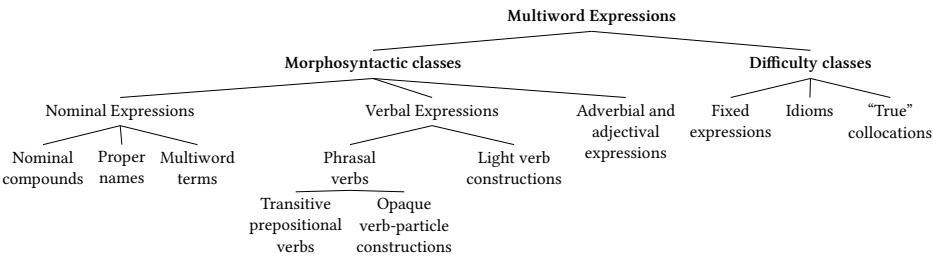 Multiword Expressions
Morphosyntactic classes
Difficulty classes
Nominal Expressions
Verbal Expressions
Adverbial and
adjectival
expressions
Fixed
expressions
Idioms
“True”
collocations
Nominal
compounds
Proper
names
Multiword
terms
Phrasal
verbs
Light verb
constructions
Transitive
prepositional
verbs
Opaque
verb-particle
constructions